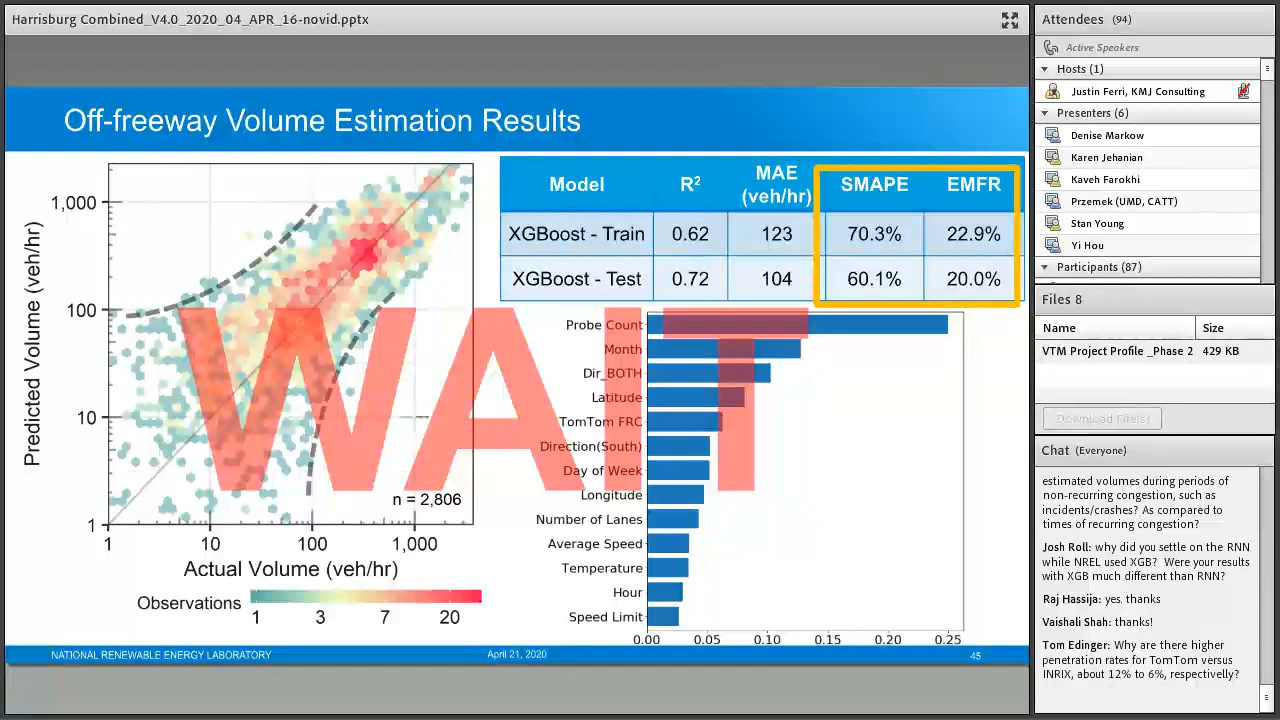 Harrisburg Combined_V4.0_2020_04_APR_16-novid.pptx
Off-freeway Volume Estimation Results
Predicted Volume (veh/hr)
1,000
100
10
1
1 10 100 1,000
n = 2,806
Actual Volume (veh/hr)
Observations
1 3 7 20
Model R² MAE (veh/hr) SMAPE EMFR
XGBoost - Train 0.62 123 70.3% 22.9%
XGBoost - Test 0.72 104 60.1% 20.0%
WAIT
Probe Count
Month
Dir_BOTH
Latitude
TomTom FRC
Direction(South)
Day of Week
Longitude
Number of Lanes
Average Speed
Temperature
Hour
Speed Limit
0.00 0.05 0.10 0.15 0.20 0.25
NATIONAL RENEWABLE ENERGY LABORATORY April 21, 2020 45
Attendees (94)
Active Speakers
Hosts (1)
Justin Ferri, KMJ Consulting
Presenters (6)
Denise Markow
Karen Jehanian
Kaveh Farokhi
Przemek (UMD, CATT)
Stan Young
Yi Hou
Participants (87)
Files 8
Name Size
VTM Project Profile _Phase 2 429 KB
Download File(s)
Chat (Everyone)
estimated volumes during periods of
non-recurring congestion, such as
incidents/crashes? As compared to
times of recurring congestion?
Josh Roll: why did you settle on the RNN
while NREL used XGB? Were your results
with XGB much different than RNN?
Raj Hassija: yes. thanks
Vaishali Shah: thanks!
Tom Edinger: Why are there higher
penetration rates for TomTom versus
INRIX, about 12% to 6%, respectivelly?